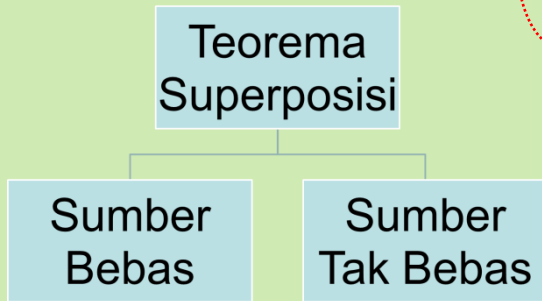 Teorema
Superposisi
Sumber
Bebas
Sumber
Tak Bebas